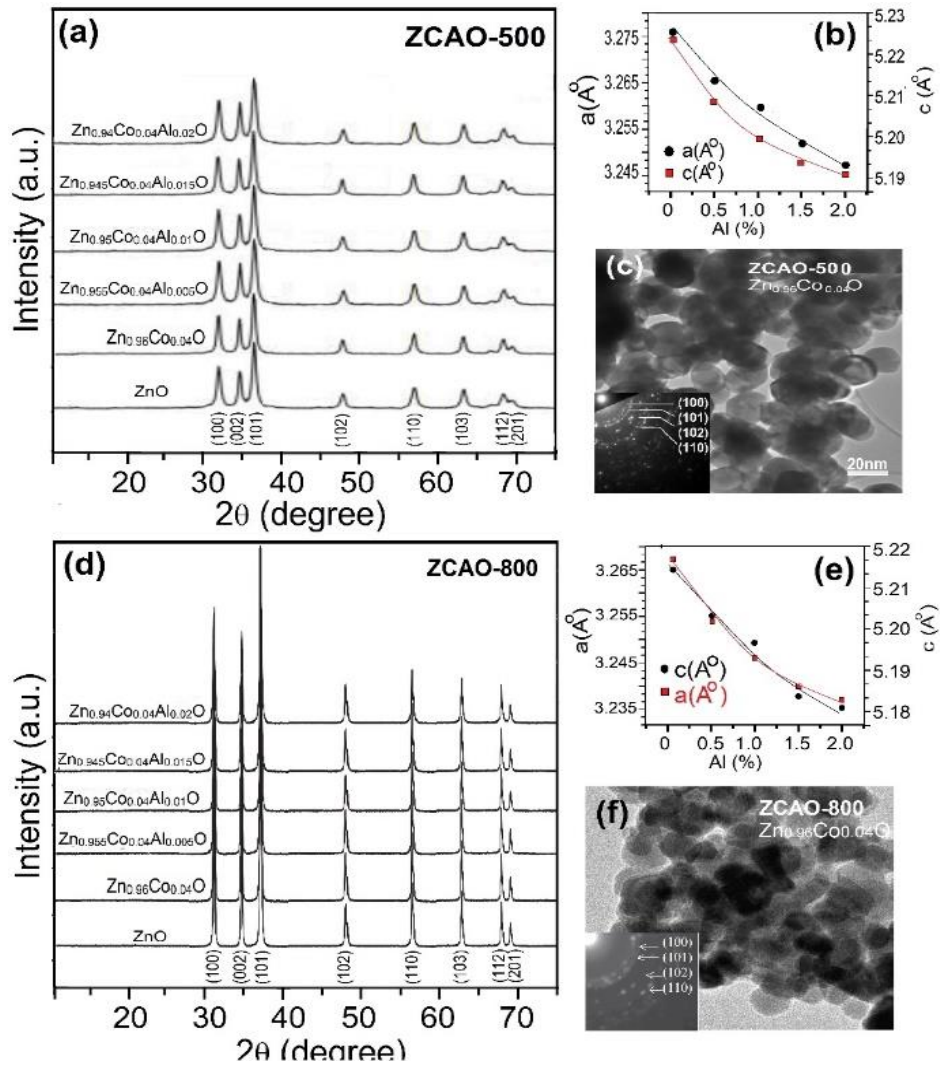 (a)
ZCAO-500
Intensity (a.u.)
Zn0.94Co0.04Al0.02O
Zn0.945Co0.04Al0.015O
Zn0.95Co0.04Al0.01O
Zn0.955Co0.04Al0.005O
Zn0.96Co0.04O
ZnO
(100) (002) (101) (102) (110) (103) (112) (201)
20 30 40 50 60 70
2θ (degree)
(b)
3.275
3.265
3.255
3.245
a(Å)
5.23
5.22
5.21
5.20
5.19
c (Å)
a(Å)
c(Å)
0 0.5 1.0 1.5 2.0
Al (%)
(c)
ZCAO-500
Zn0.96Co0.04O
(100)
(101)
(102)
(110)
20nm
(d)
ZCAO-800
Intensity (a.u.)
Zn0.94Co0.04Al0.02O
Zn0.945Co0.04Al0.015O
Zn0.95Co0.04Al0.01O
Zn0.955Co0.04Al0.005O
Zn0.96Co0.04O
ZnO
(100) (002) (101) (102) (110) (103) (112) (201)
20 30 40 50 60 70
2θ (degree)
(e)
3.265
3.255
3.245
3.235
a(Å)
5.22
5.21
5.20
5.19
5.18
c (Å)
c(Å)
a(Å)
0 0.5 1.0 1.5 2.0
Al (%)
(f)
ZCAO-800
Zn0.96Co0.04O
(100)
(101)
(102)
(110)